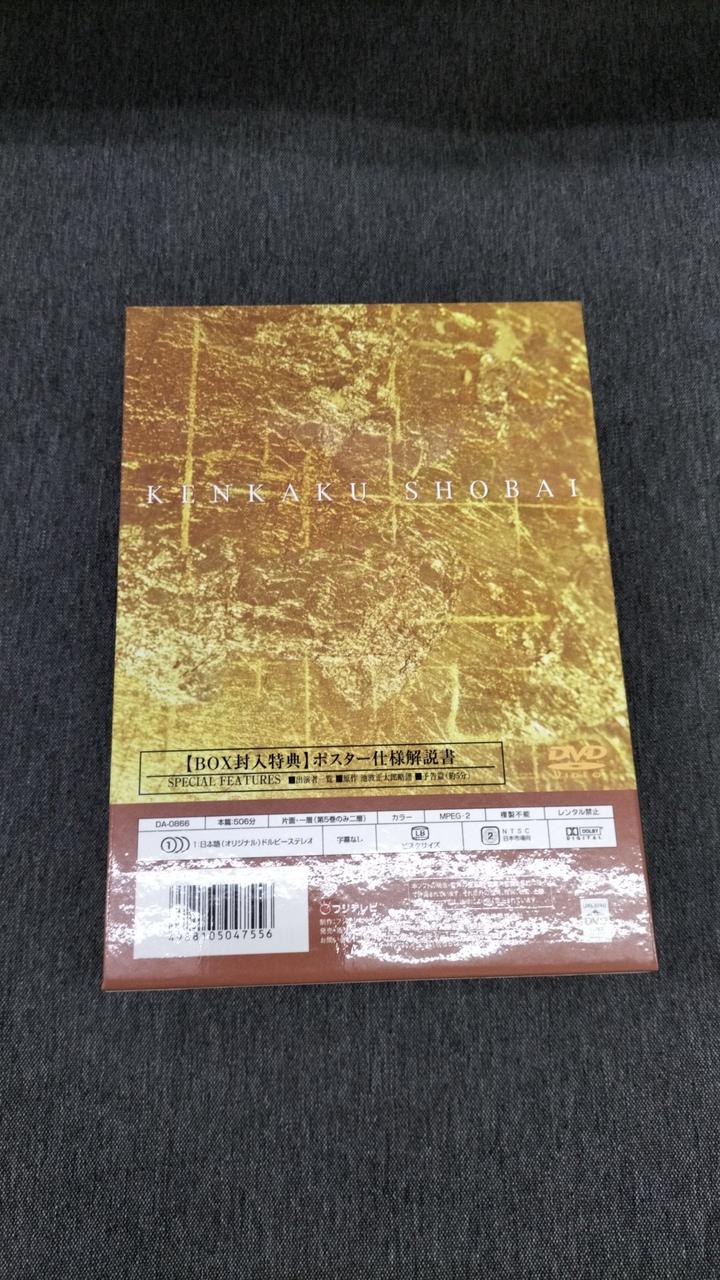 KENKAKU SHOBAI
【BOX封入特典】ポスター仕様解説書
SPECIAL FEATURES ■出演者一覧 ■原作 池波正太郎略譜 ■予告篇(約5分)
DVD
VIDEO
DA-0866 本篇:506分 片面・一層(第5巻のみ二層) カラー MPEG-2 複製不能 レンタル禁止
1 1:日本語(オリジナル)ドルビーステレオ 字幕なし LB ビスタサイズ 2 NTSC 日本市場向 DOLBY DIGITAL
フジテレビ
4988105047556